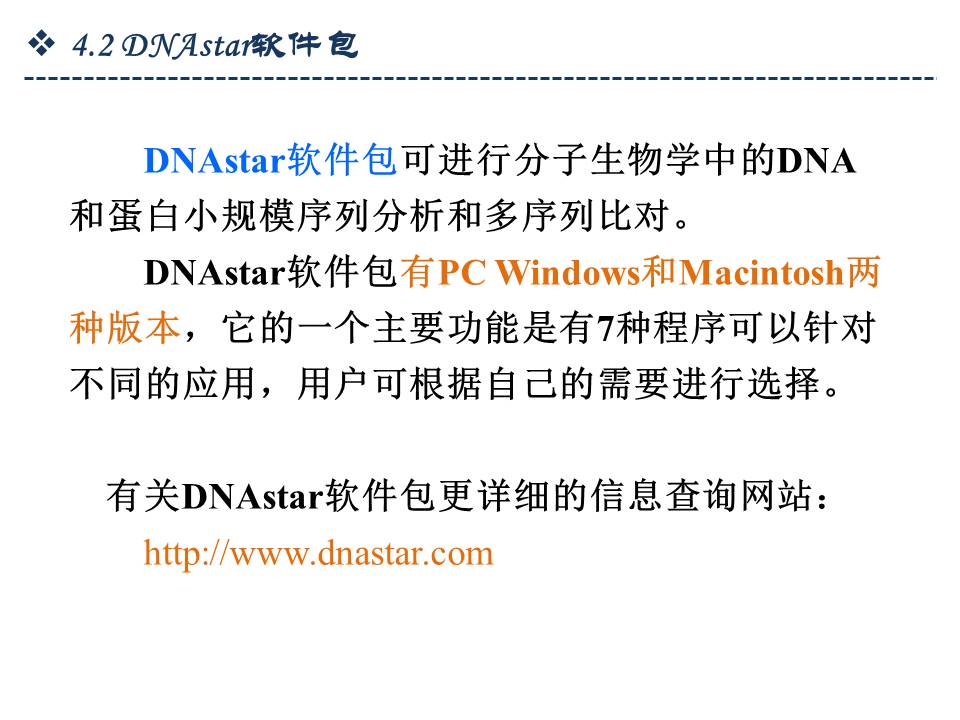 ❖ 4.2 DNAstar软件包
DNAstar软件包可进行分子生物学中的DNA
和蛋白小规模序列分析和多序列比对。
DNAstar软件包有PC Windows和Macintosh两
种版本，它的一个主要功能是有7种程序可以针对
不同的应用，用户可根据自己的需要进行选择。
有关DNAstar软件包更详细的信息查询网站：
http://www.dnastar.com